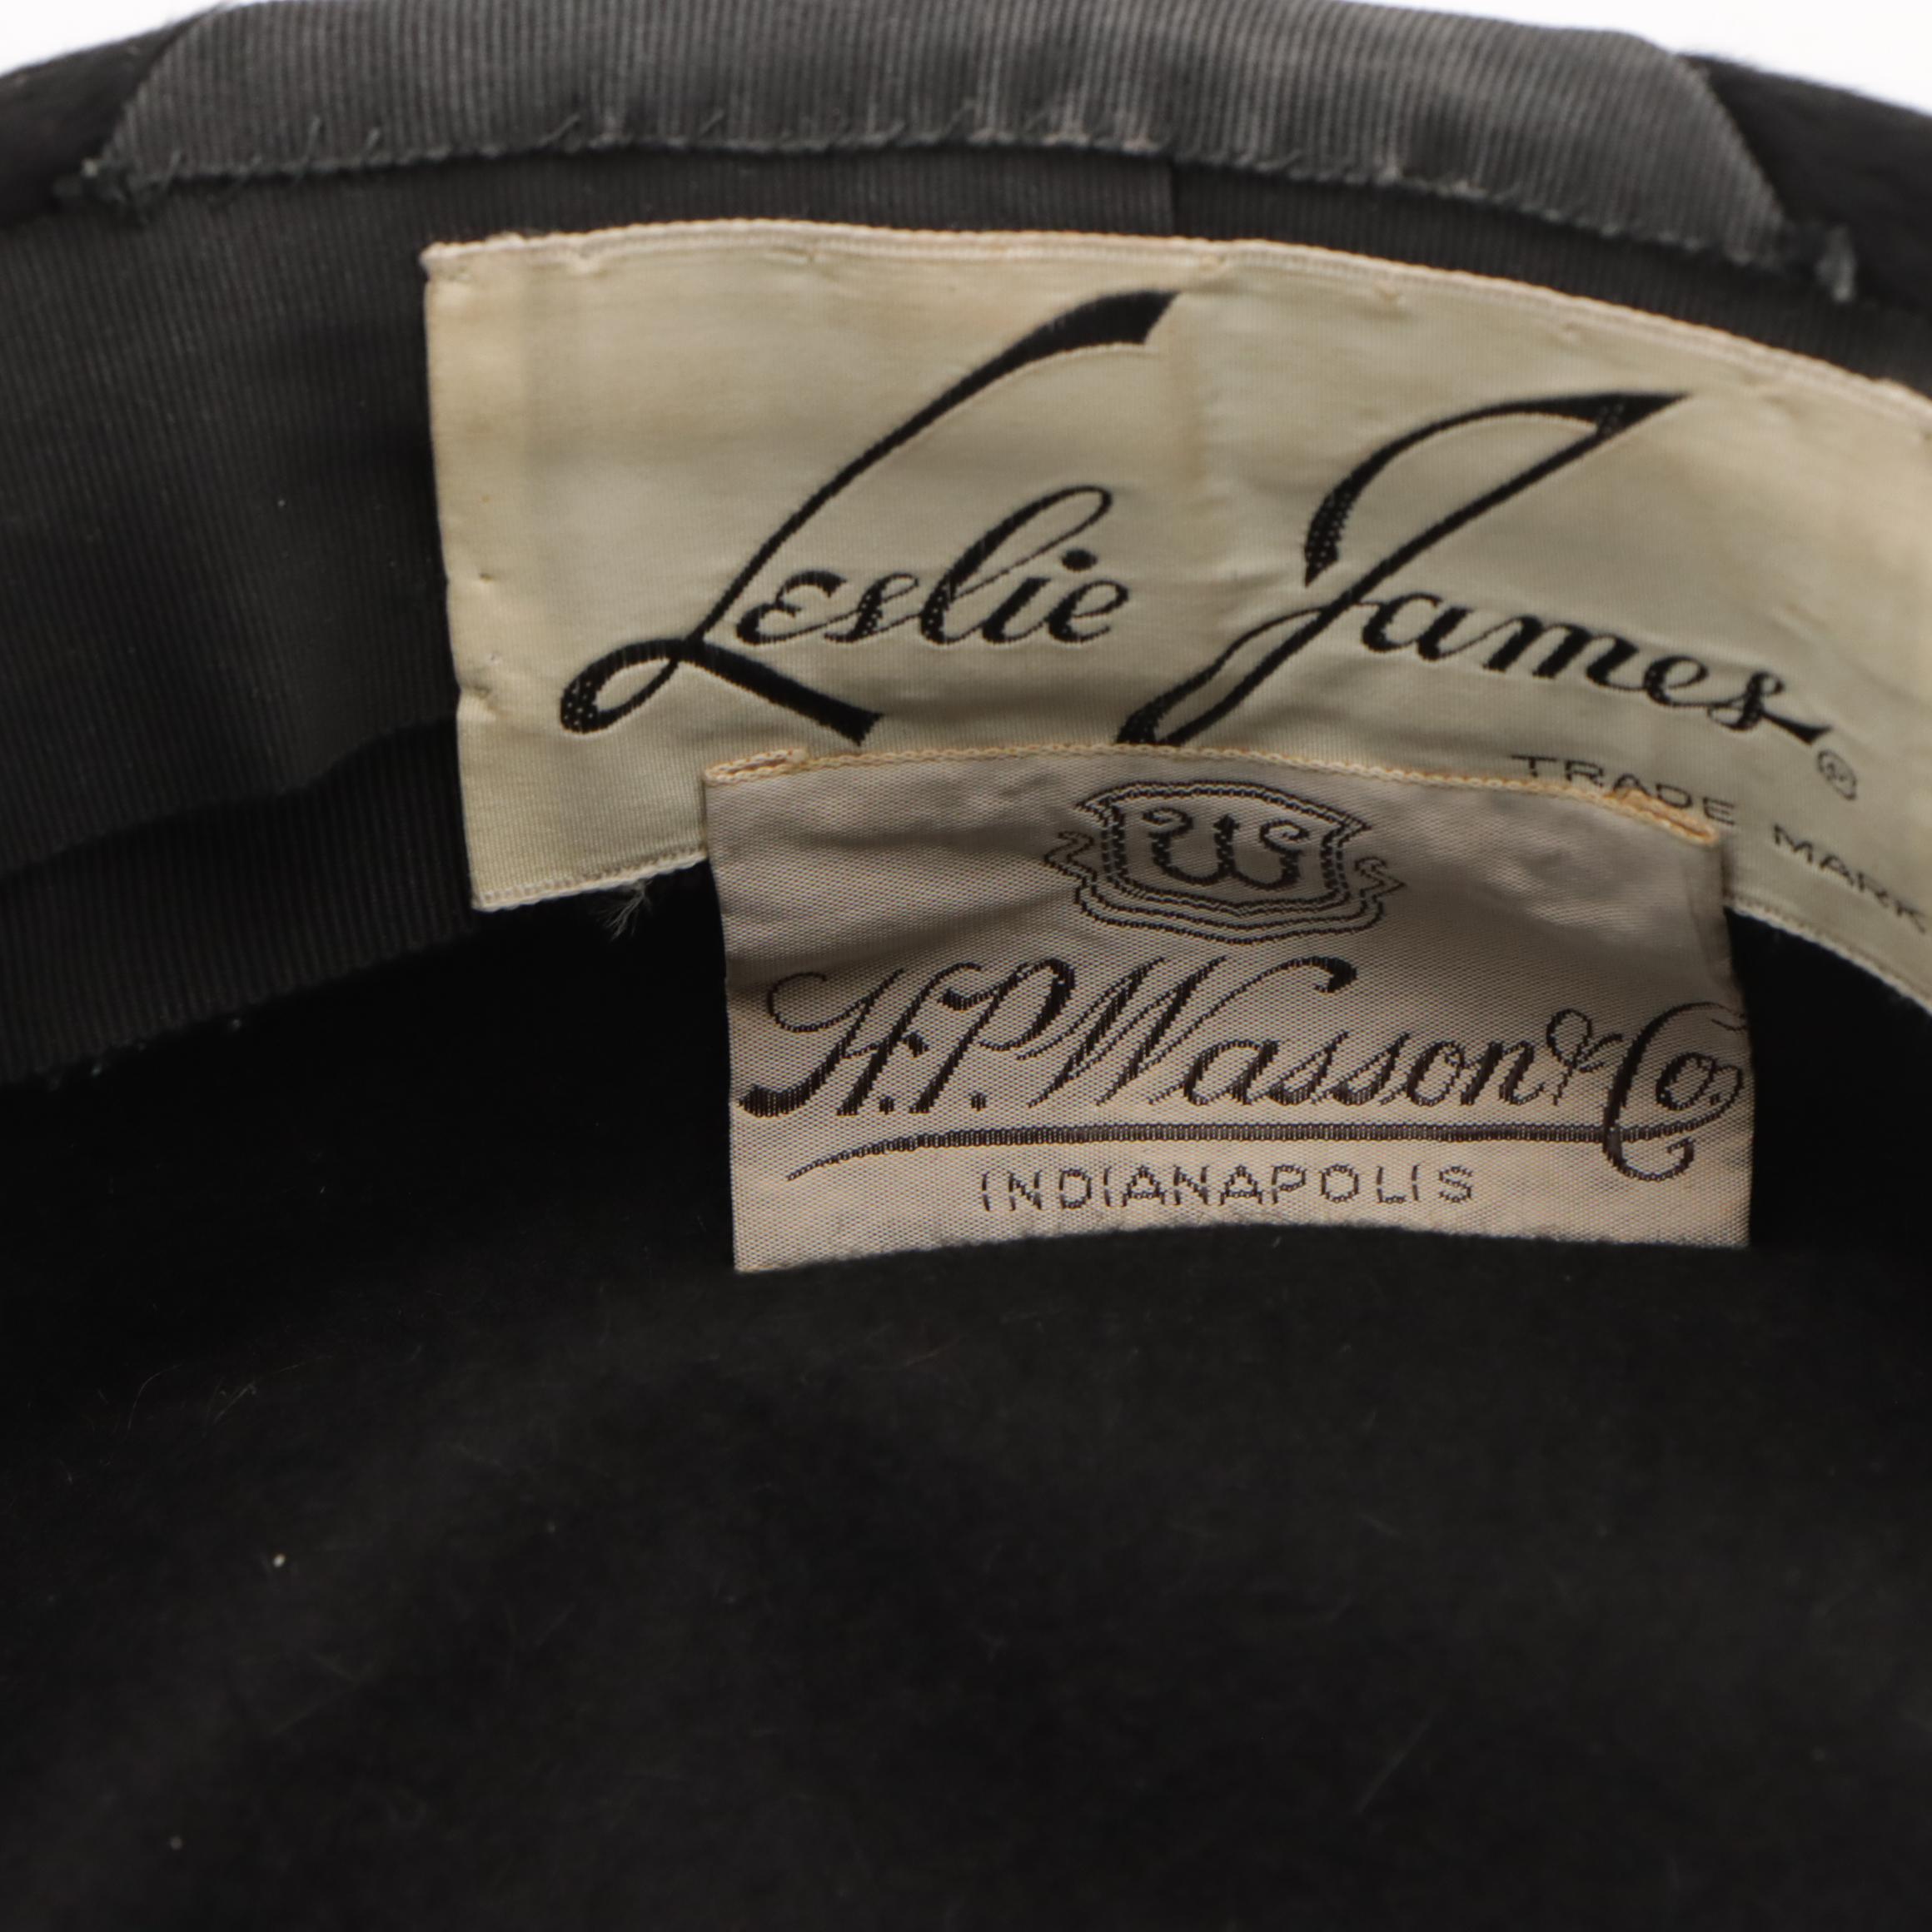 Leslie James®
TRADE MARK
W
H.P. Wasson & Co.
INDIANAPOLIS